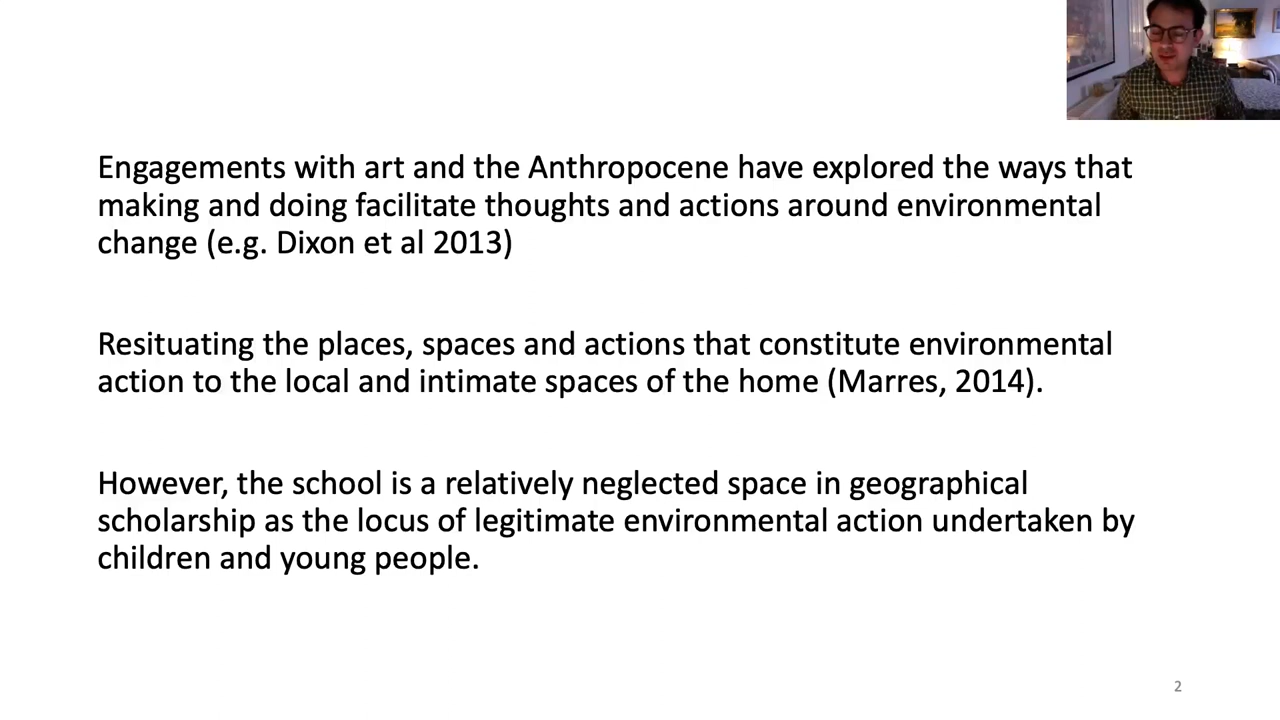 Engagements with art and the Anthropocene have explored the ways that
making and doing facilitate thoughts and actions around environmental
change (e.g. Dixon et al 2013)
Resituating the places, spaces and actions that constitute environmental
action to the local and intimate spaces of the home (Marres, 2014).
However, the school is a relatively neglected space in geographical
scholarship as the locus of legitimate environmental action undertaken by
children and young people.
2